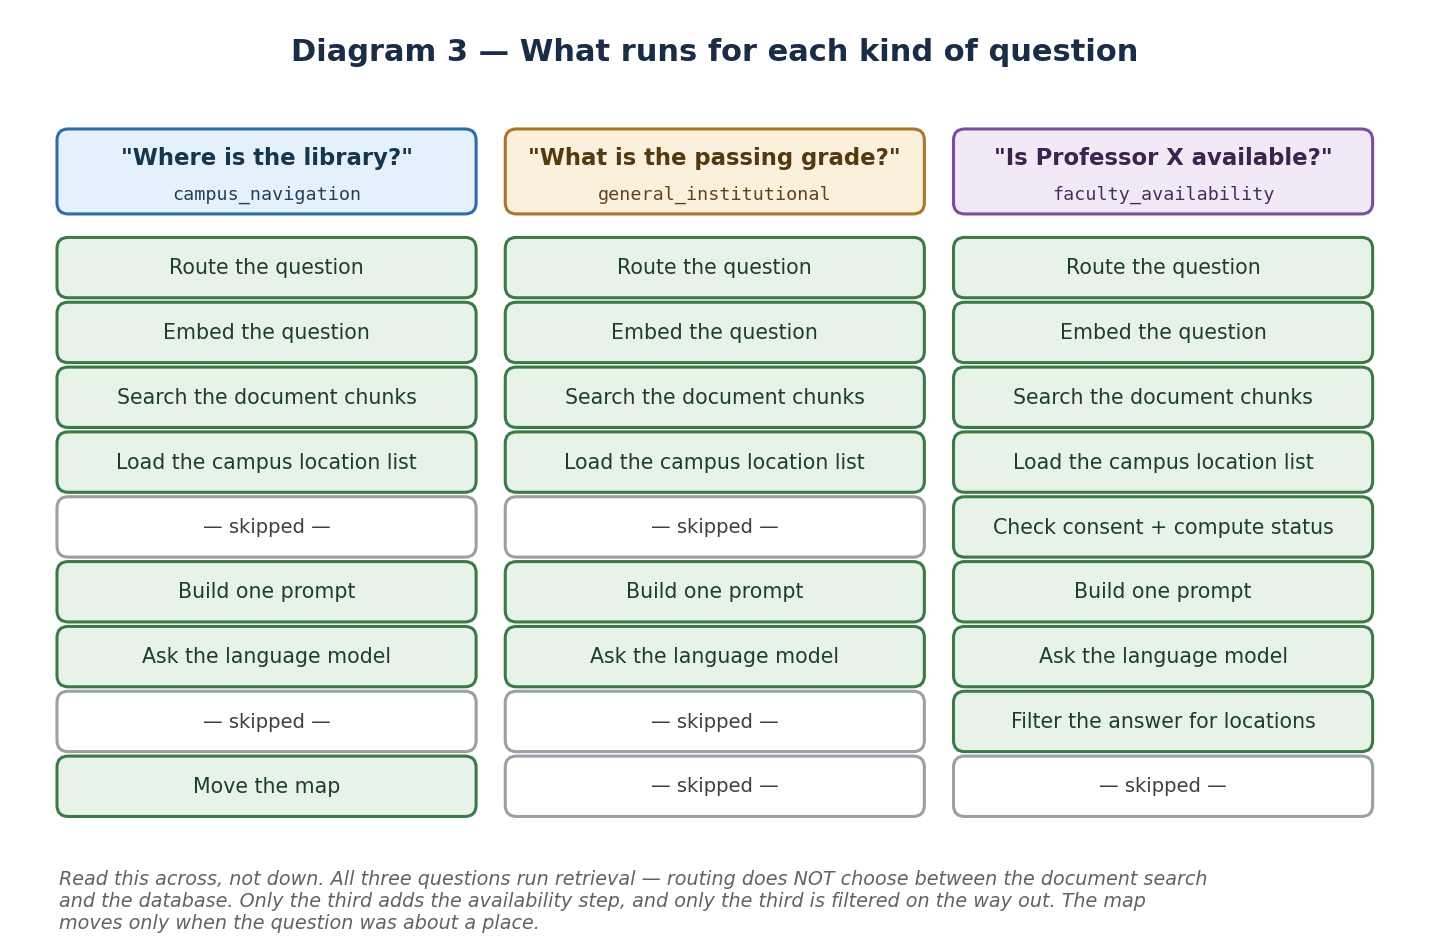 Diagram 3 — What runs for each kind of question
"Where is the library?"
campus_navigation
"What is the passing grade?"
general_institutional
"Is Professor X available?"
faculty_availability
Route the question
Route the question
Route the question
Embed the question
Embed the question
Embed the question
Search the document chunks
Search the document chunks
Search the document chunks
Load the campus location list
Load the campus location list
Load the campus location list
— skipped —
— skipped —
Check consent + compute status
Build one prompt
Build one prompt
Build one prompt
Ask the language model
Ask the language model
Ask the language model
— skipped —
— skipped —
Filter the answer for locations
Move the map
— skipped —
— skipped —
Read this across, not down. All three questions run retrieval — routing does NOT choose between the document search
and the database. Only the third adds the availability step, and only the third is filtered on the way out. The map
moves only when the question was about a place.